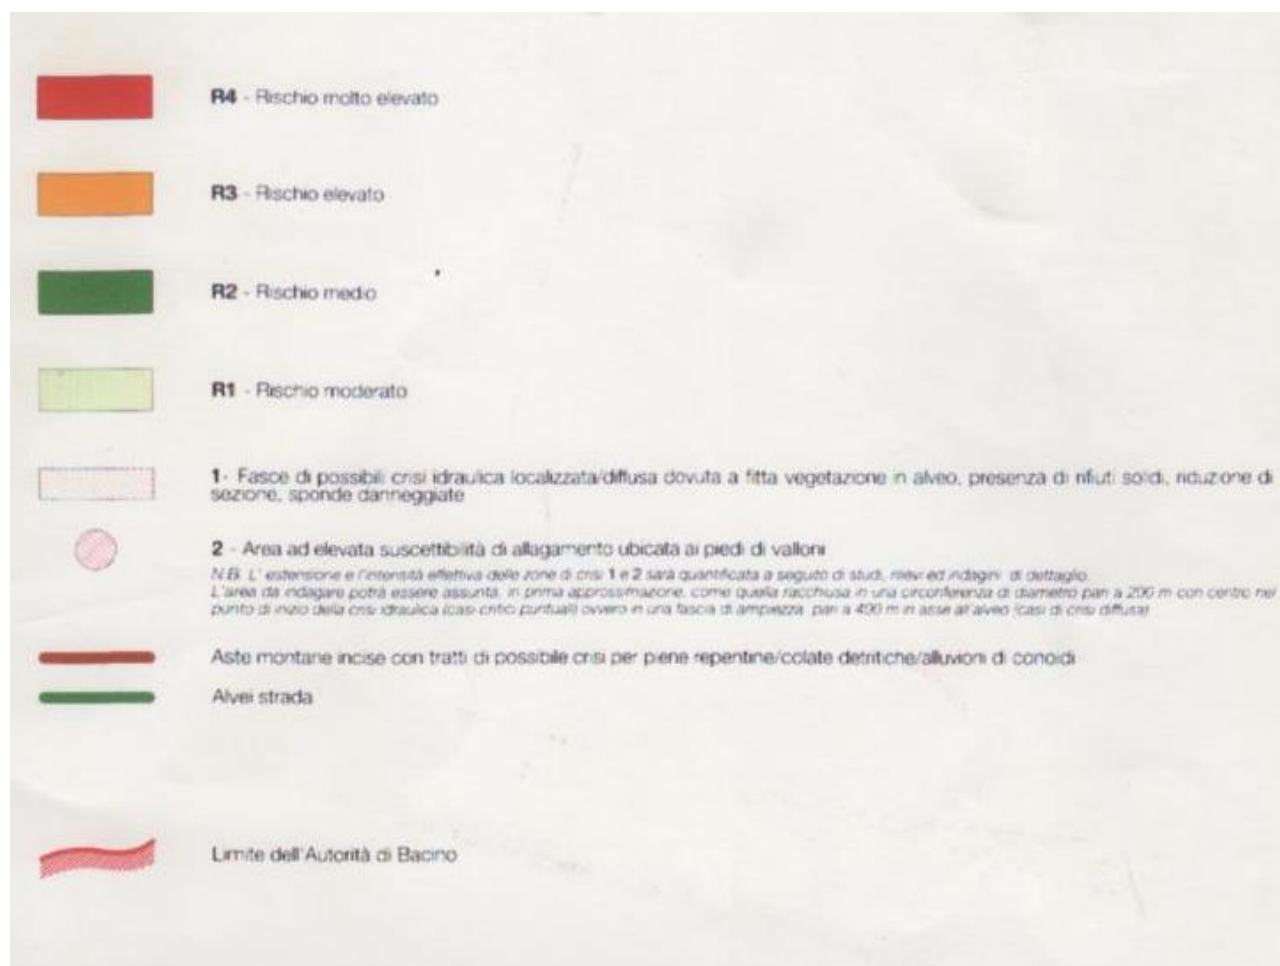 R4 - Rischio molto elevato
R3 - Rischio elevato
R2 - Rischio medio
R1 - Rischio moderato
1- Fasce di possibili crisi idraulica localizzata/diffusa dovuta a fitta vegetazione in alveo, presenza di rifiuti solidi, riduzione di
sezione, sponde danneggiate
2 - Area ad elevata suscettibilità di allagamento ubicata ai piedi di valloni
N.B. L' estensione e l'intensità effettiva delle zone di crisi 1 e 2 sarà quantificata a seguito di studi, rilievi ed indagini di dettaglio.
L'area da indagare potrà essere assunta, in prima approssimazione, come quella racchiusa in una circonferenza di diametro pari a 200 m con centro nel
punto di inizio della crisi idraulica (casi critici puntuali) ovvero in una fascia di ampiezza pari a 400 m in asse all'alveo (casi di crisi diffusa)
Aste montane incise con tratti di possibile crisi per piene repentine/colate detritiche/alluvioni di conoidi
Alvei strada
Limite dell'Autorità di Bacino